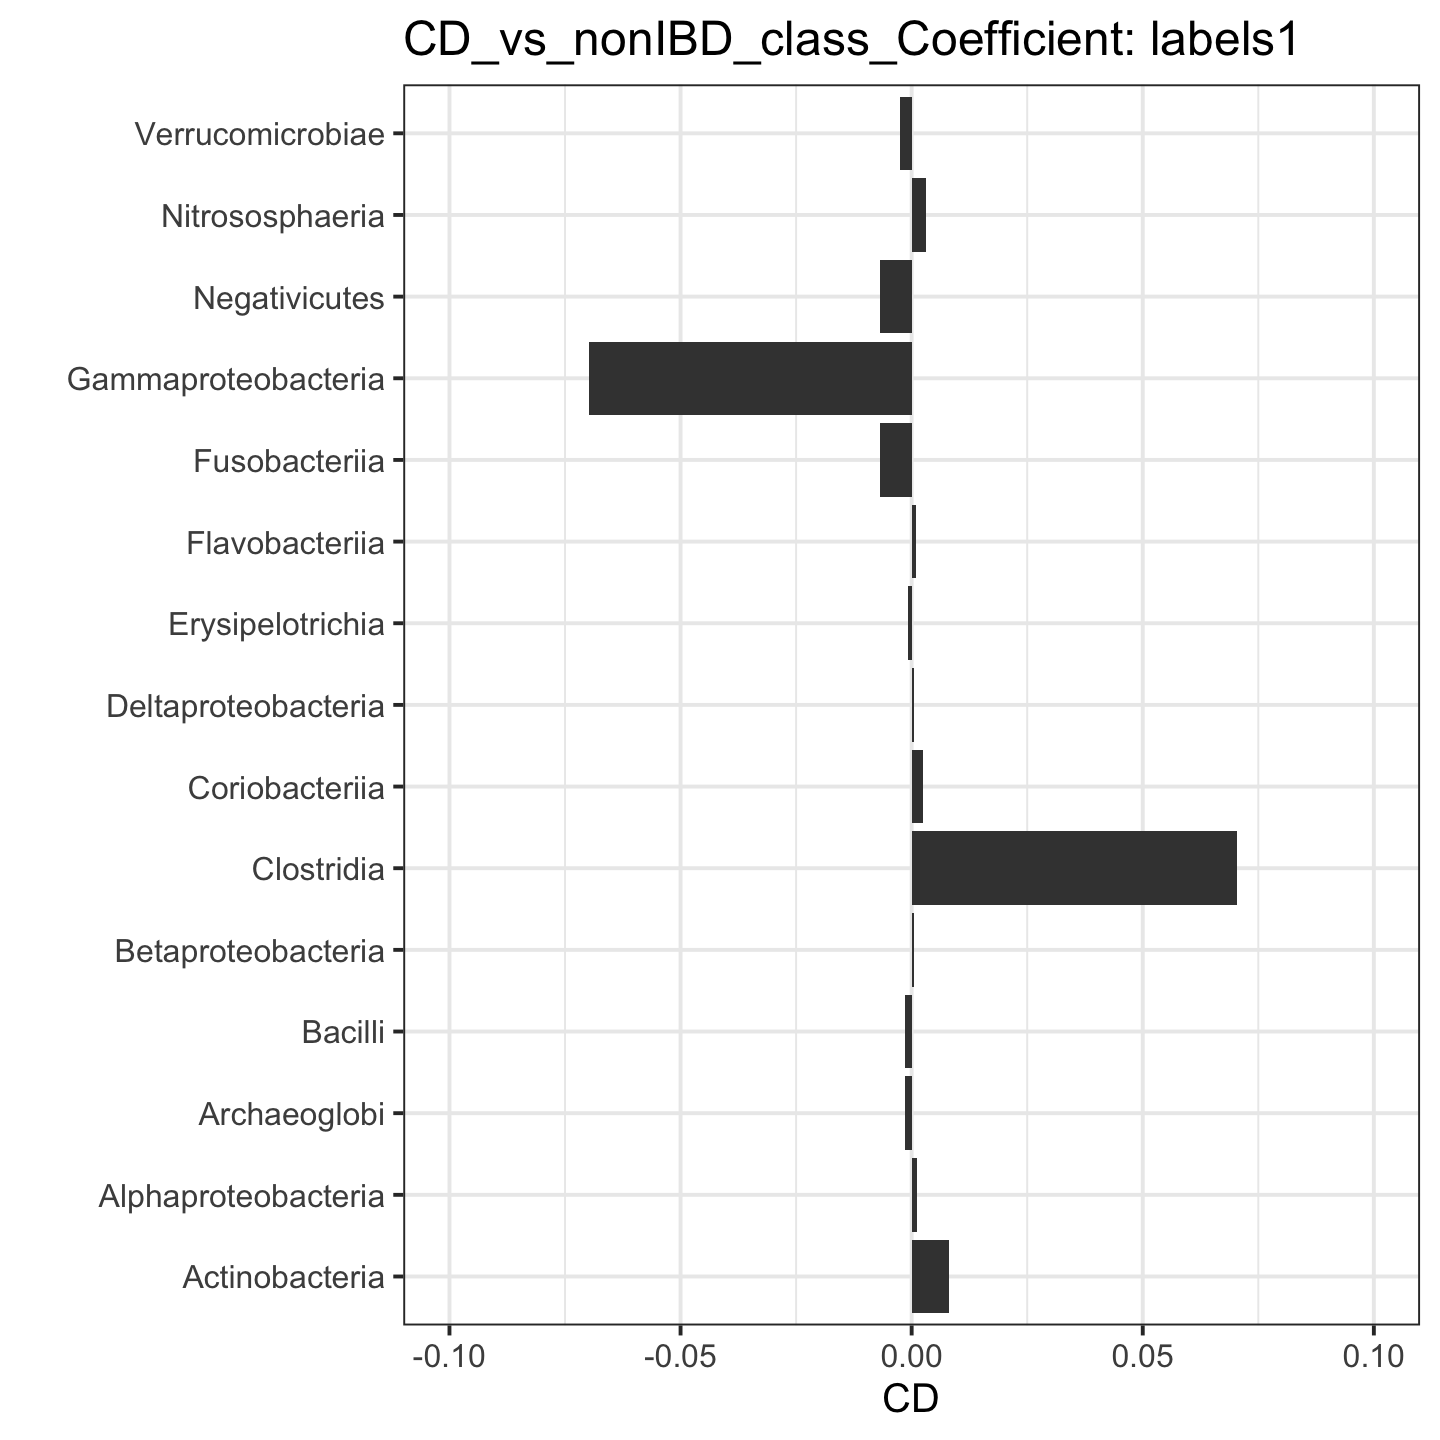 CD_vs_nonIBD_class_Coefficient: labels1
Verrucomicrobiae
Nitrososphaeria
Negativicutes
Gammaproteobacteria
Fusobacteriia
Flavobacteriia
Erysipelotrichia
Deltaproteobacteria
Coriobacteriia
Clostridia
Betaproteobacteria
Bacilli
Archaeoglobi
Alphaproteobacteria
Actinobacteria
-0.10 -0.05 0.00 0.05 0.10
CD